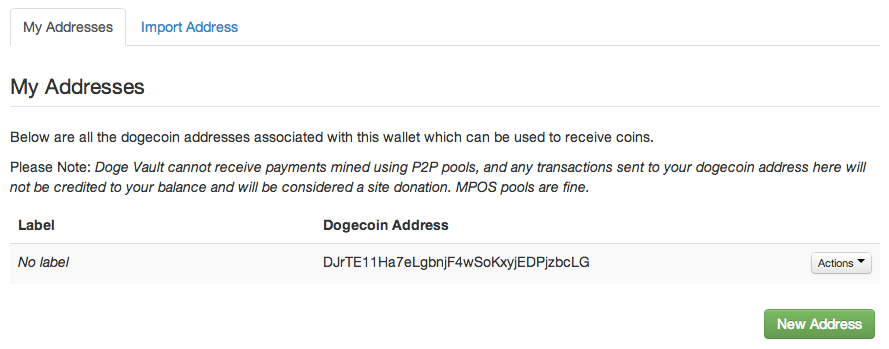 My Addresses Import Address
My Addresses
Below are all the dogecoin addresses associated with this wallet which can be used to receive coins.
Please Note: Doge Vault cannot receive payments mined using P2P pools, and any transactions sent to your dogecoin address here will
not be credited to your balance and will be considered a site donation. MPOS pools are fine.
Label Dogecoin Address
No label DJrTE11Ha7eLgbnjF4wSoKxyjEDPjzbcLG Actions
New Address